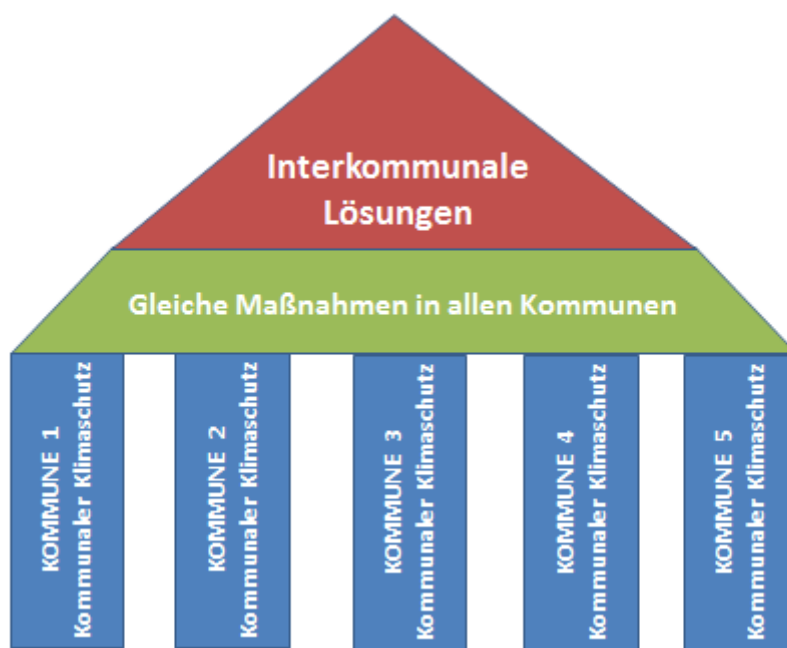 Interkommunale
Lösungen
Gleiche Maßnahmen in allen Kommunen
KOMMUNE 1
Kommunaler Klimaschutz
KOMMUNE 2
Kommunaler Klimaschutz
KOMMUNE 3
Kommunaler Klimaschutz
KOMMUNE 4
Kommunaler Klimaschutz
KOMMUNE 5
Kommunaler Klimaschutz